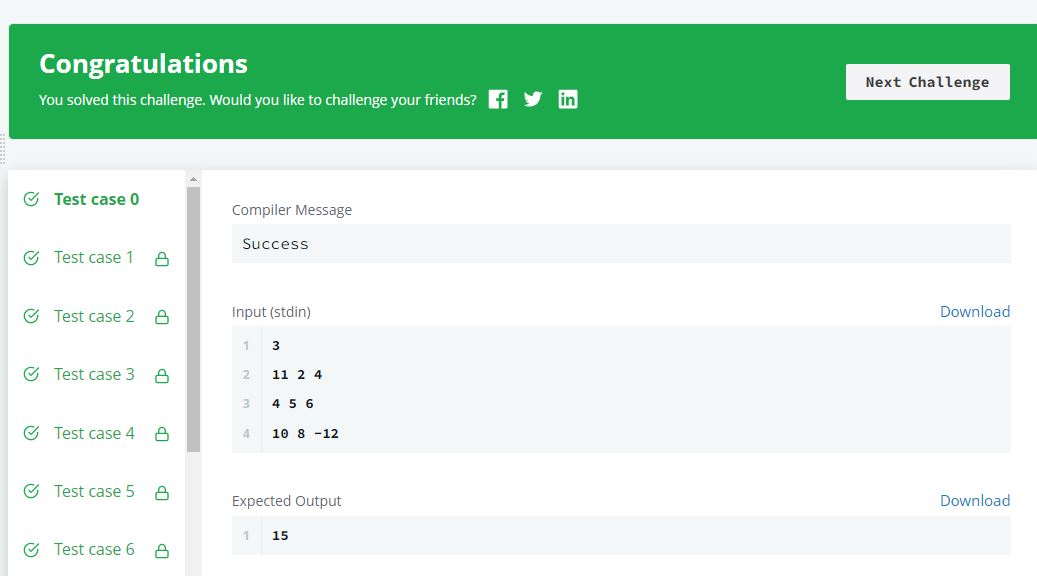 Congratulations
You solved this challenge. Would you like to challenge your friends?
Next Challenge
Test case 0
Test case 1
Test case 2
Test case 3
Test case 4
Test case 5
Test case 6
Compiler Message
Success
Input (stdin)
Download
1 3
2 11 2 4
3 4 5 6
4 10 8 -12
Expected Output
Download
1 15